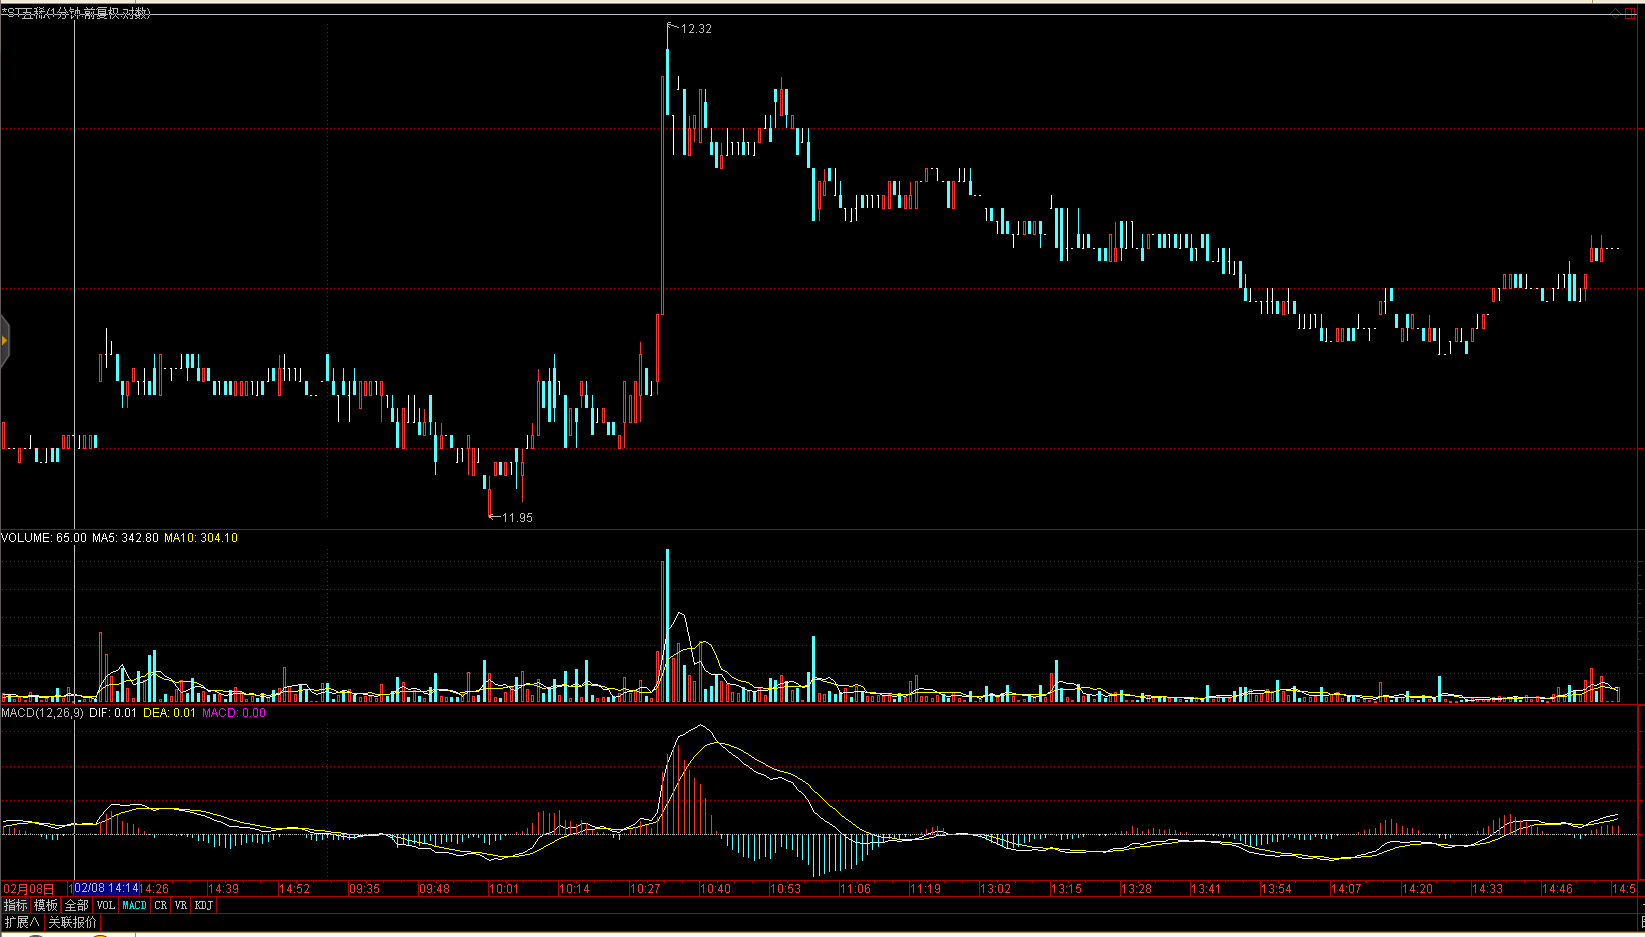 *ST五稀(1分钟.前复权.对数)
12.32
11.95
VOLUME: 65.00 MA5: 342.80 MA10: 304.10
MACD(12,26,9) DIF: 0.01 DEA: 0.01 MACD: 0.00
02月08日 02/08 14:14 14:26 14:39 14:52 09:35 09:48 10:01 10:14 10:27 10:40 10:53 11:06 11:19 13:02 13:15 13:28 13:41 13:54 14:07 14:20 14:33 14:46 14:5
指标 模板 全部 VOL MACD CR VR KDJ
扩展∧ 关联报价